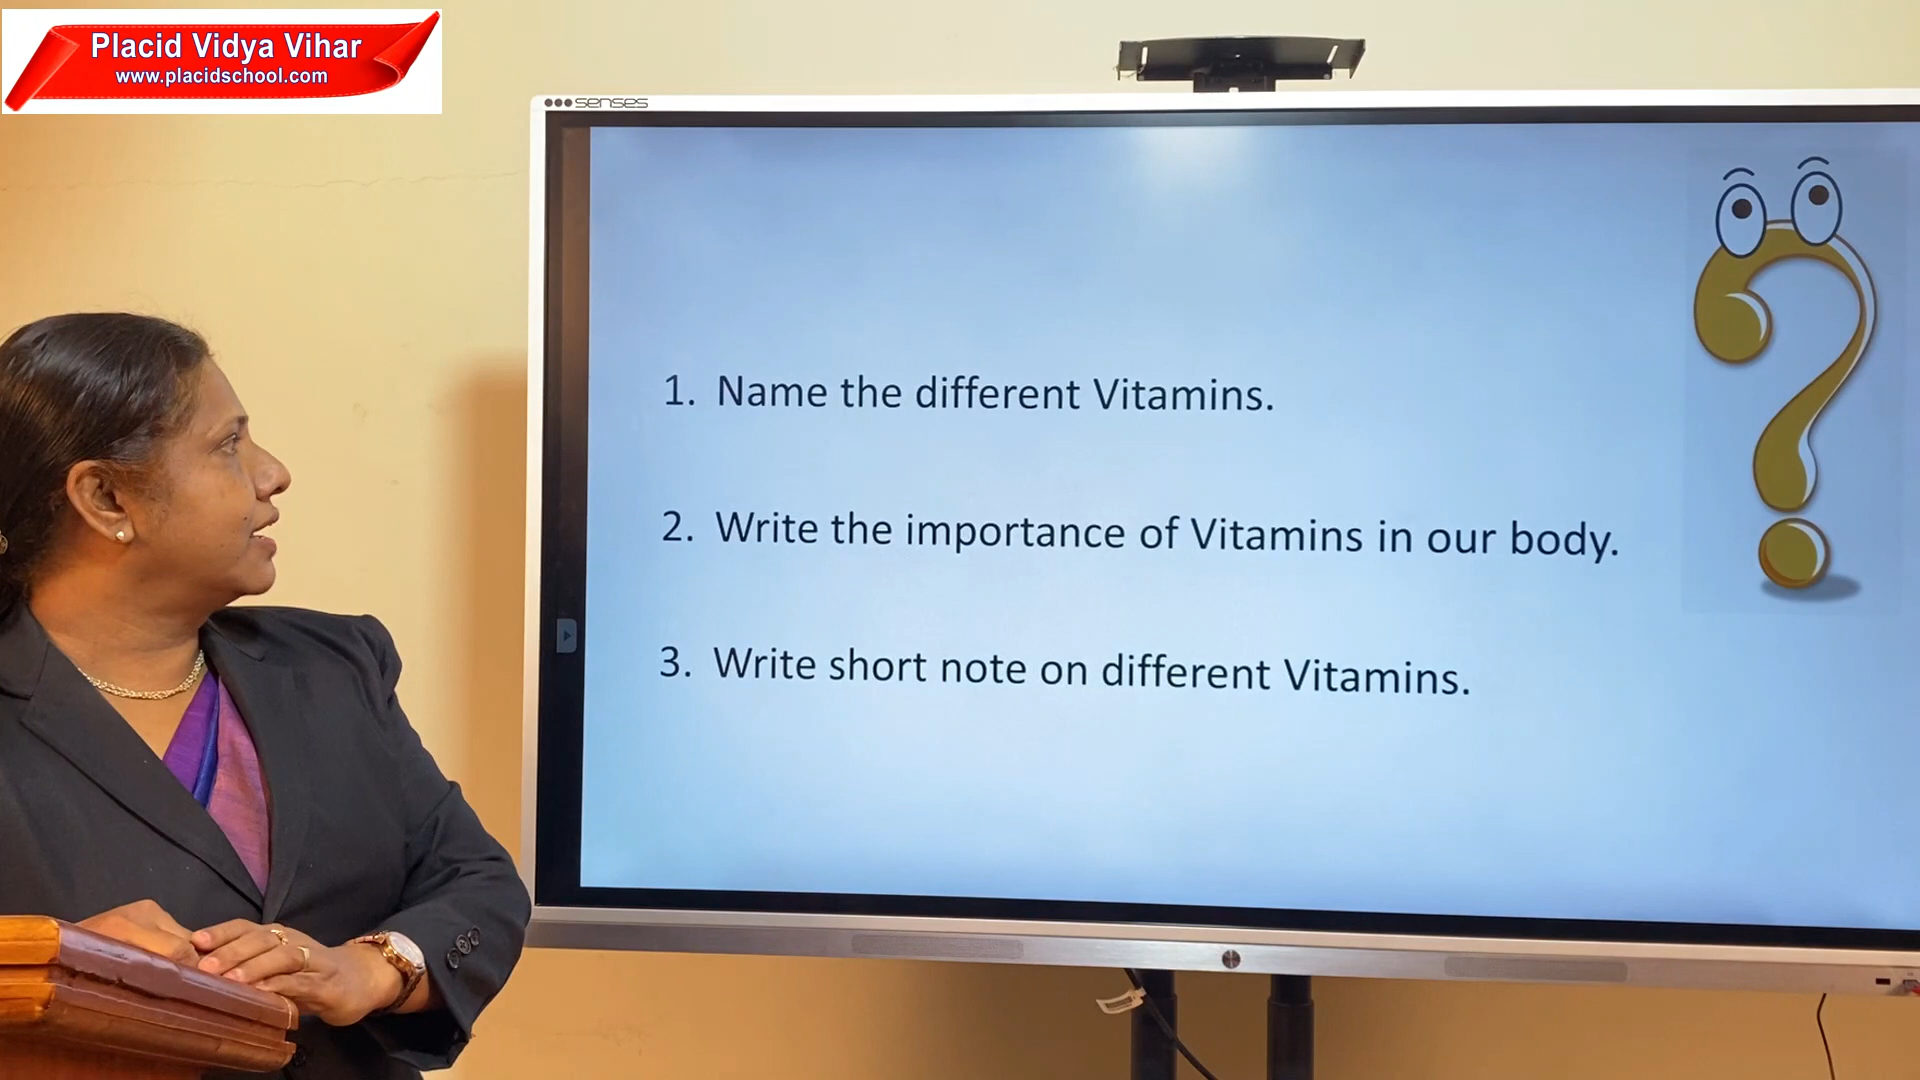 Placid Vidya Vihar
www.placidschool.com
senses
1. Name the different Vitamins.
2. Write the importance of Vitamins in our body.
3. Write short note on different Vitamins.